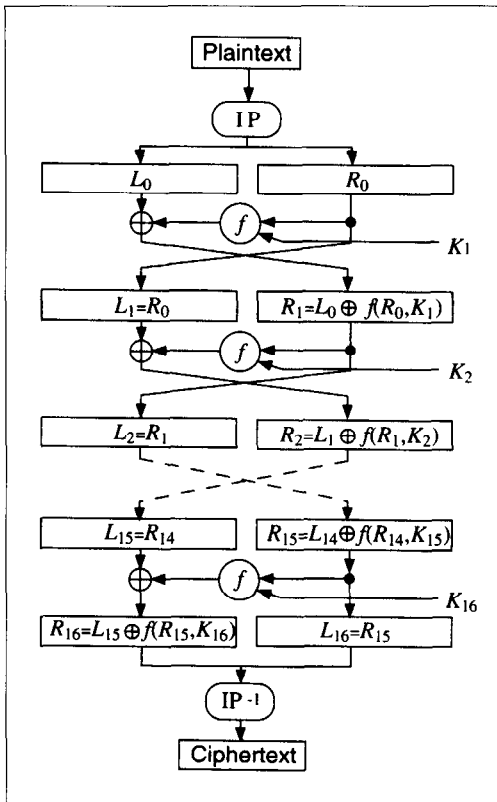 Plaintext
IP
L₀ R₀
f
K₁
L₁=R₀ R₁=L₀ ⊕ f(R₀,K₁)
f
K₂
L₂=R₁ R₂=L₁ ⊕ f(R₁,K₂)
L₁₅=R₁₄ R₁₅=L₁₄⊕f(R₁₄,K₁₅)
f
K₁₆
R₁₆=L₁₅⊕f(R₁₅,K₁₆) L₁₆=R₁₅
IP⁻¹
Ciphertext